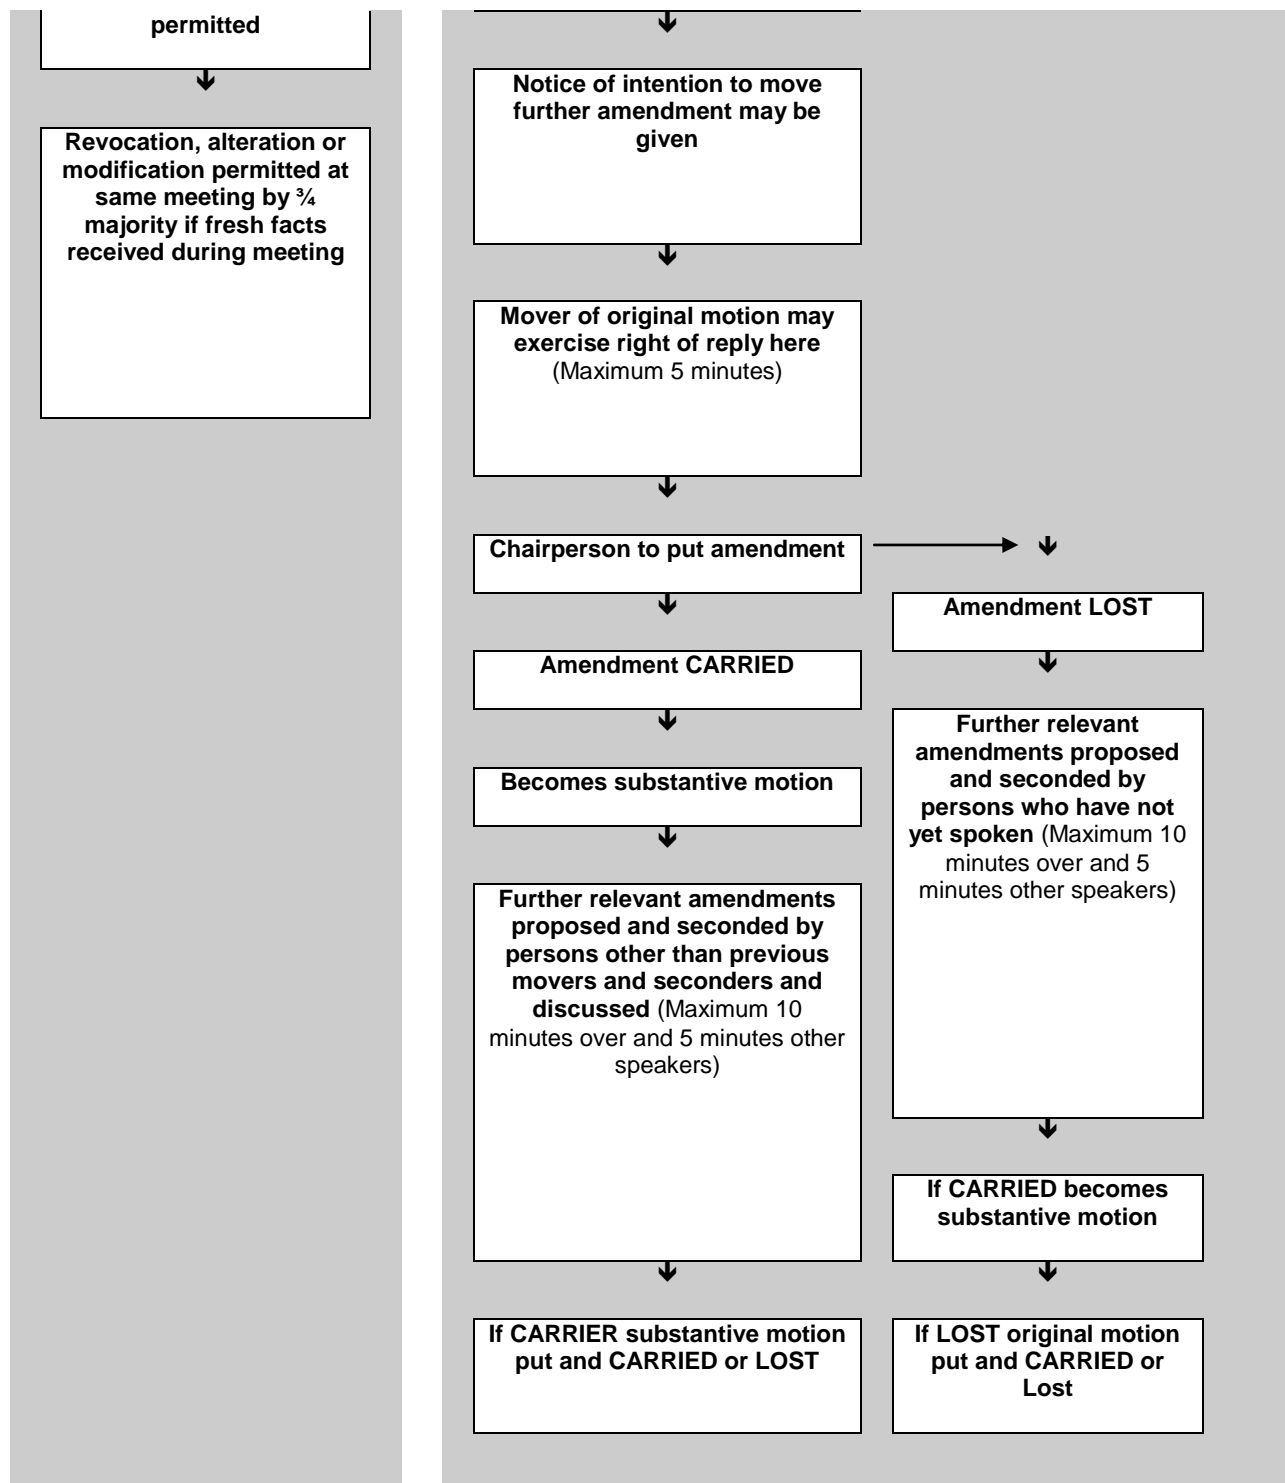 permitted
Revocation, alteration or
modification permitted at
same meeting by ¾
majority if fresh facts
received during meeting
Notice of intention to move
further amendment may be
given
Mover of original motion may
exercise right of reply here
(Maximum 5 minutes)
Chairperson to put amendment
Amendment CARRIED
Becomes substantive motion
Further relevant amendments
proposed and seconded by
persons other than previous
movers and seconders and
discussed (Maximum 10
minutes over and 5 minutes other
speakers)
If CARRIER substantive motion
put and CARRIED or LOST
Amendment LOST
Further relevant
amendments proposed
and seconded by
persons who have not
yet spoken (Maximum 10
minutes over and 5
minutes other speakers)
If CARRIED becomes
substantive motion
If LOST original motion
put and CARRIED or
Lost